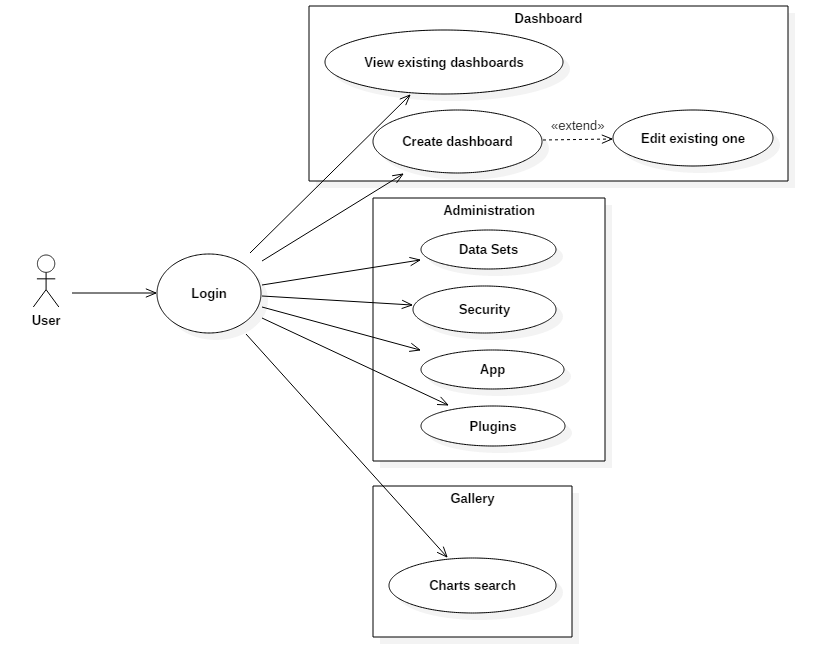 Dashboard
View existing dashboards
Create dashboard
«extend»
Edit existing one
Administration
Data Sets
Security
App
Plugins
Login
User
Gallery
Charts search